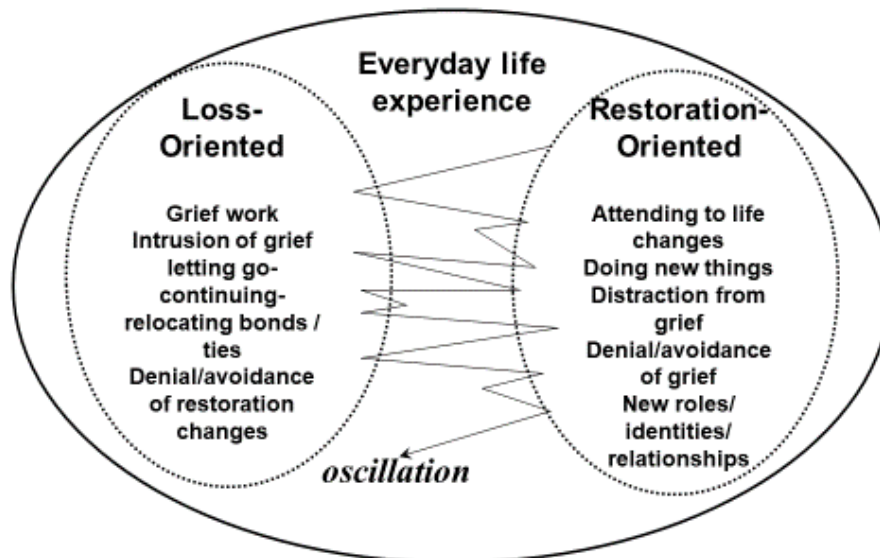 Everyday life
experience
Loss-
Oriented
Grief work
Intrusion of grief
letting go-
continuing-
relocating bonds /
ties
Denial/avoidance
of restoration
changes
Restoration-
Oriented
Attending to life
changes
Doing new things
Distraction from
grief
Denial/avoidance
of grief
New roles/
identities/
relationships
oscillation